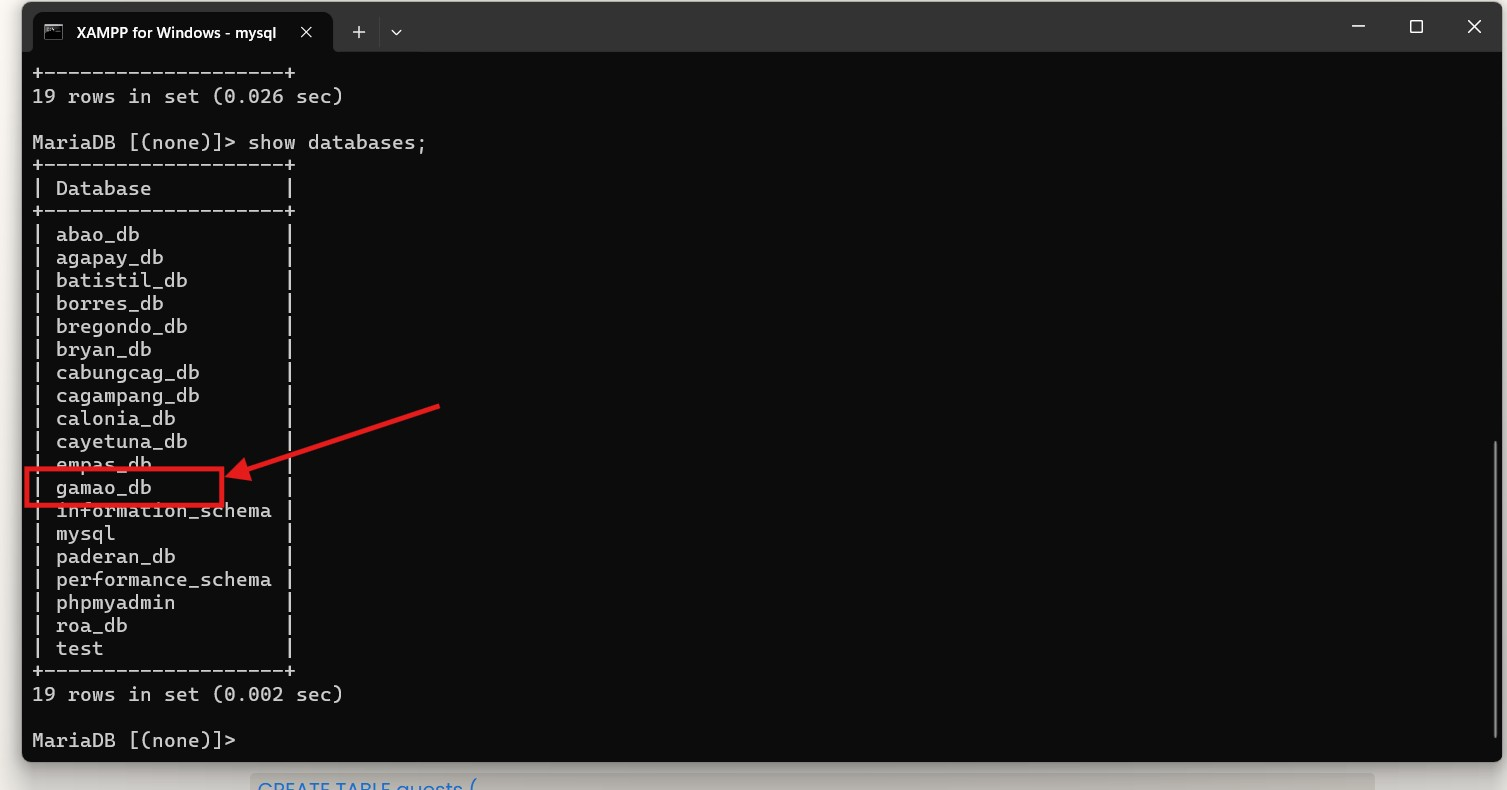 XAMPP for Windows - mysql
+--------------------+
19 rows in set (0.026 sec)
MariaDB [(none)]> show databases;
+--------------------+
| Database           |
+--------------------+
| abao_db            |
| agapay_db          |
| batistil_db        |
| borres_db          |
| bregondo_db        |
| bryan_db           |
| cabungcag_db       |
| cagampang_db       |
| calonia_db         |
| cayetuna_db        |
| empas_db           |
| gamao_db           |
| information_schema |
| mysql              |
| paderan_db         |
| performance_schema |
| phpmyadmin         |
| roa_db             |
| test               |
+--------------------+
19 rows in set (0.002 sec)
MariaDB [(none)]>
CREATE TABLE guests (